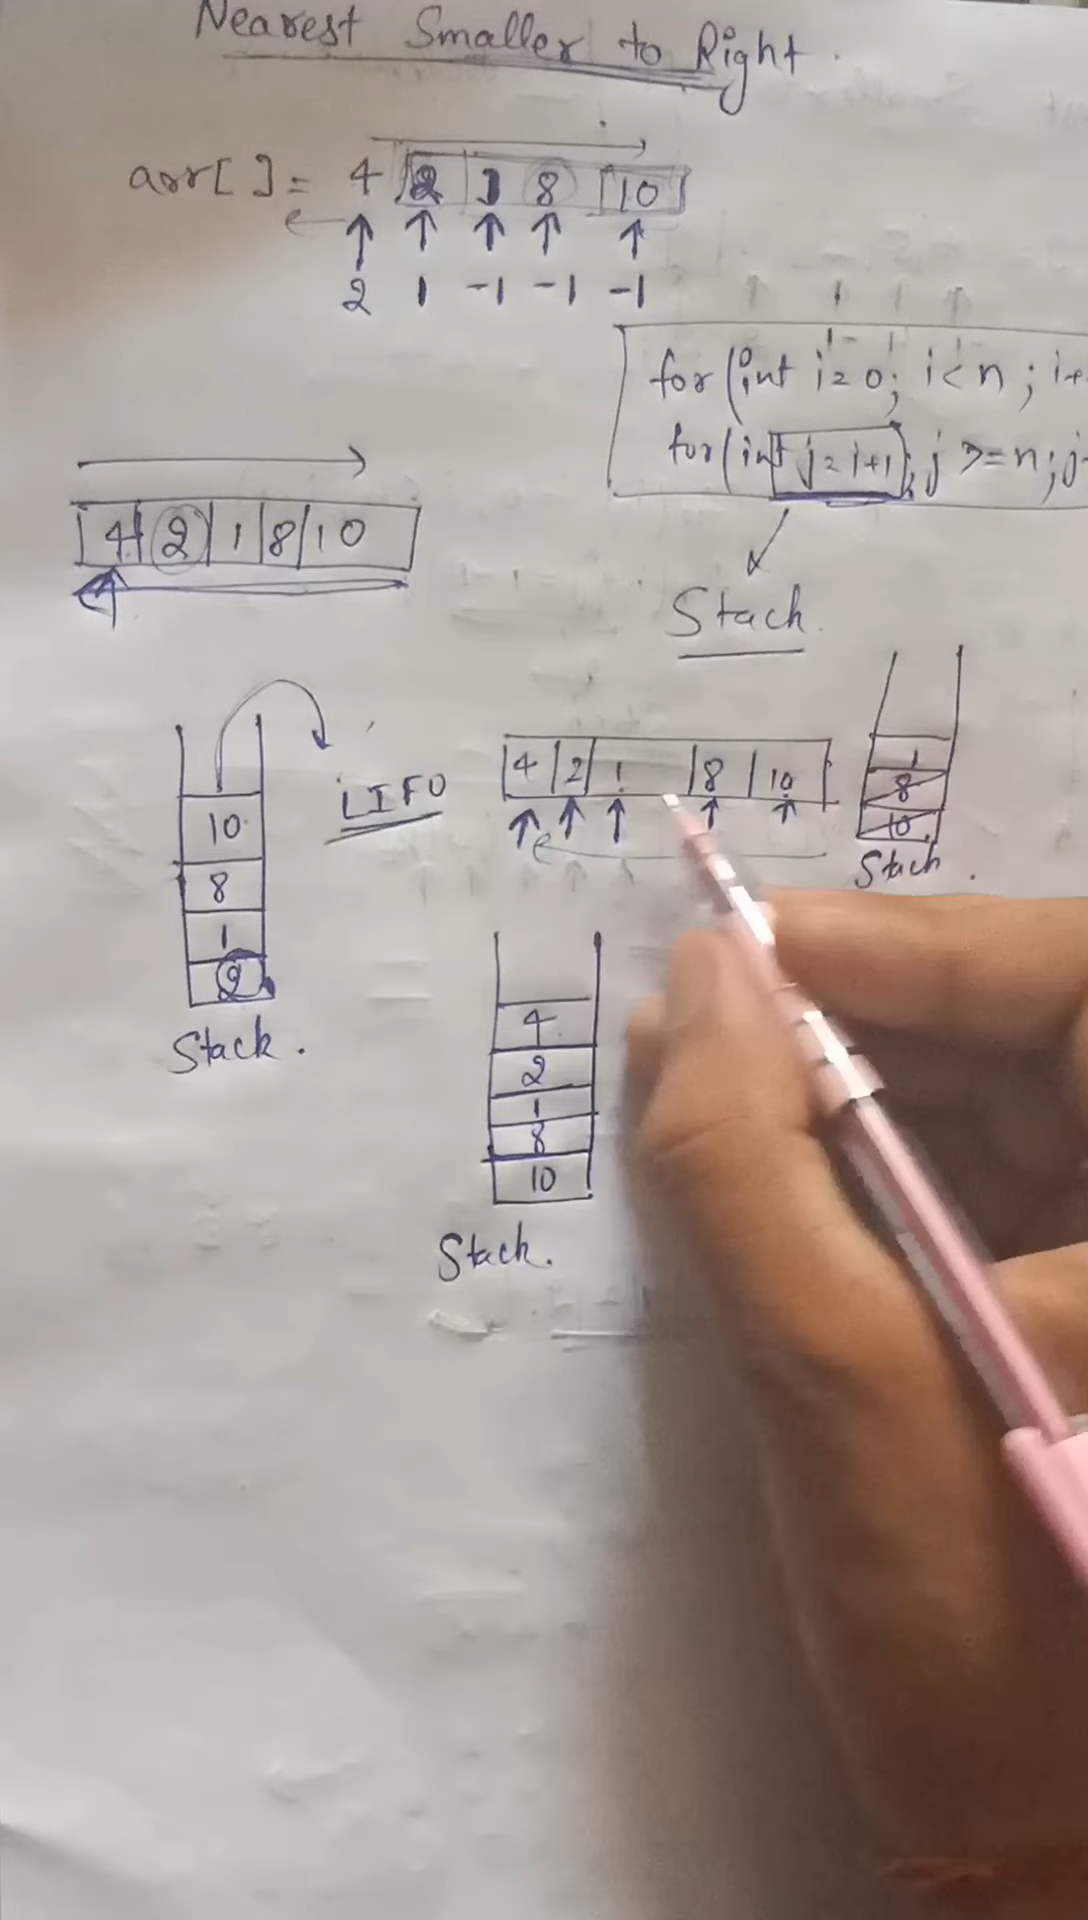 Nearest Smaller to Right.
arr[ ] = 4 2 1 8 10
2 1 -1 -1 -1
for (int i=0; i<n; i+
for (int j=i+1; j>=n; j
Stack
4 2 1 8 10
LIFO
10
8
1
2
Stack.
4 2 1 8 10
1
8
10
Stack.
4
2
1
8
10
Stack.